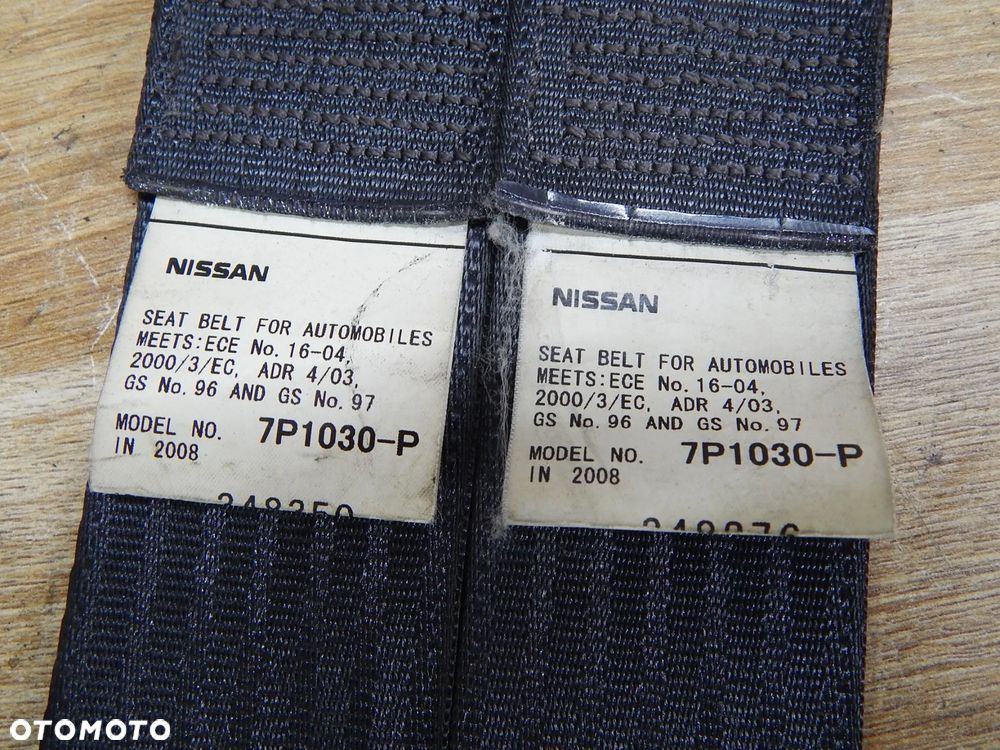 NISSAN
SEAT BELT FOR AUTOMOBILES
MEETS:ECE No. 16-04,
2000/3/EC, ADR 4/03,
GS No. 96 AND GS No. 97
MODEL NO. 7P1030-P
IN 2008
NISSAN
SEAT BELT FOR AUTOMOBILES
MEETS:ECE No. 16-04,
2000/3/EC, ADR 4/03,
GS No. 96 AND GS No. 97
MODEL NO. 7P1030-P
IN 2008
OTOMOTO